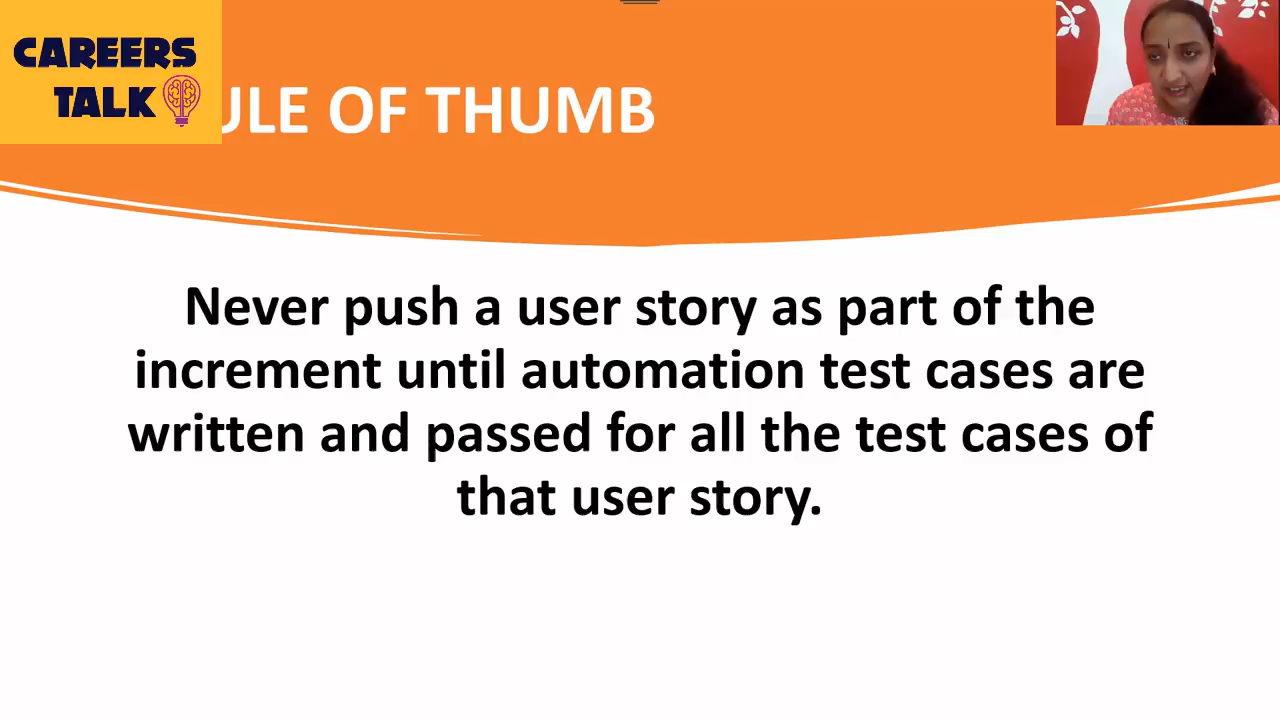 CAREERS
TALK
ULE OF THUMB
Never push a user story as part of the
increment until automation test cases are
written and passed for all the test cases of
that user story.